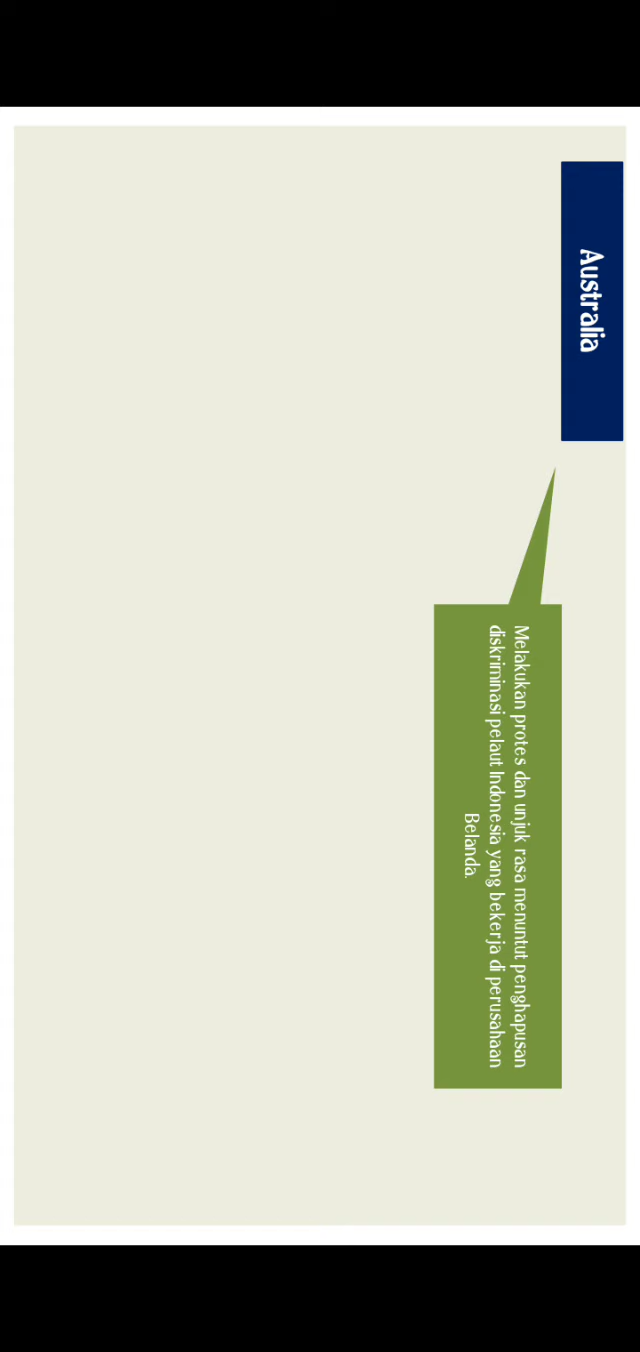 Australia
Melakukan protes dan unjuk rasa menuntut penghapusan
diskriminasi pelaut Indonesia yang bekerja di perusahaan
Belanda.